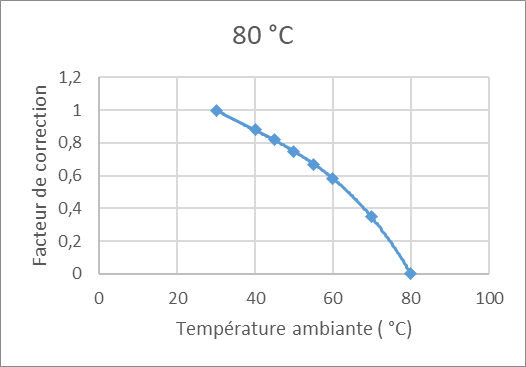 80 °C
Facteur de correction
1,2
1
0,8
0,6
0,4
0,2
0
0 20 40 60 80 100
Température ambiante ( °C)